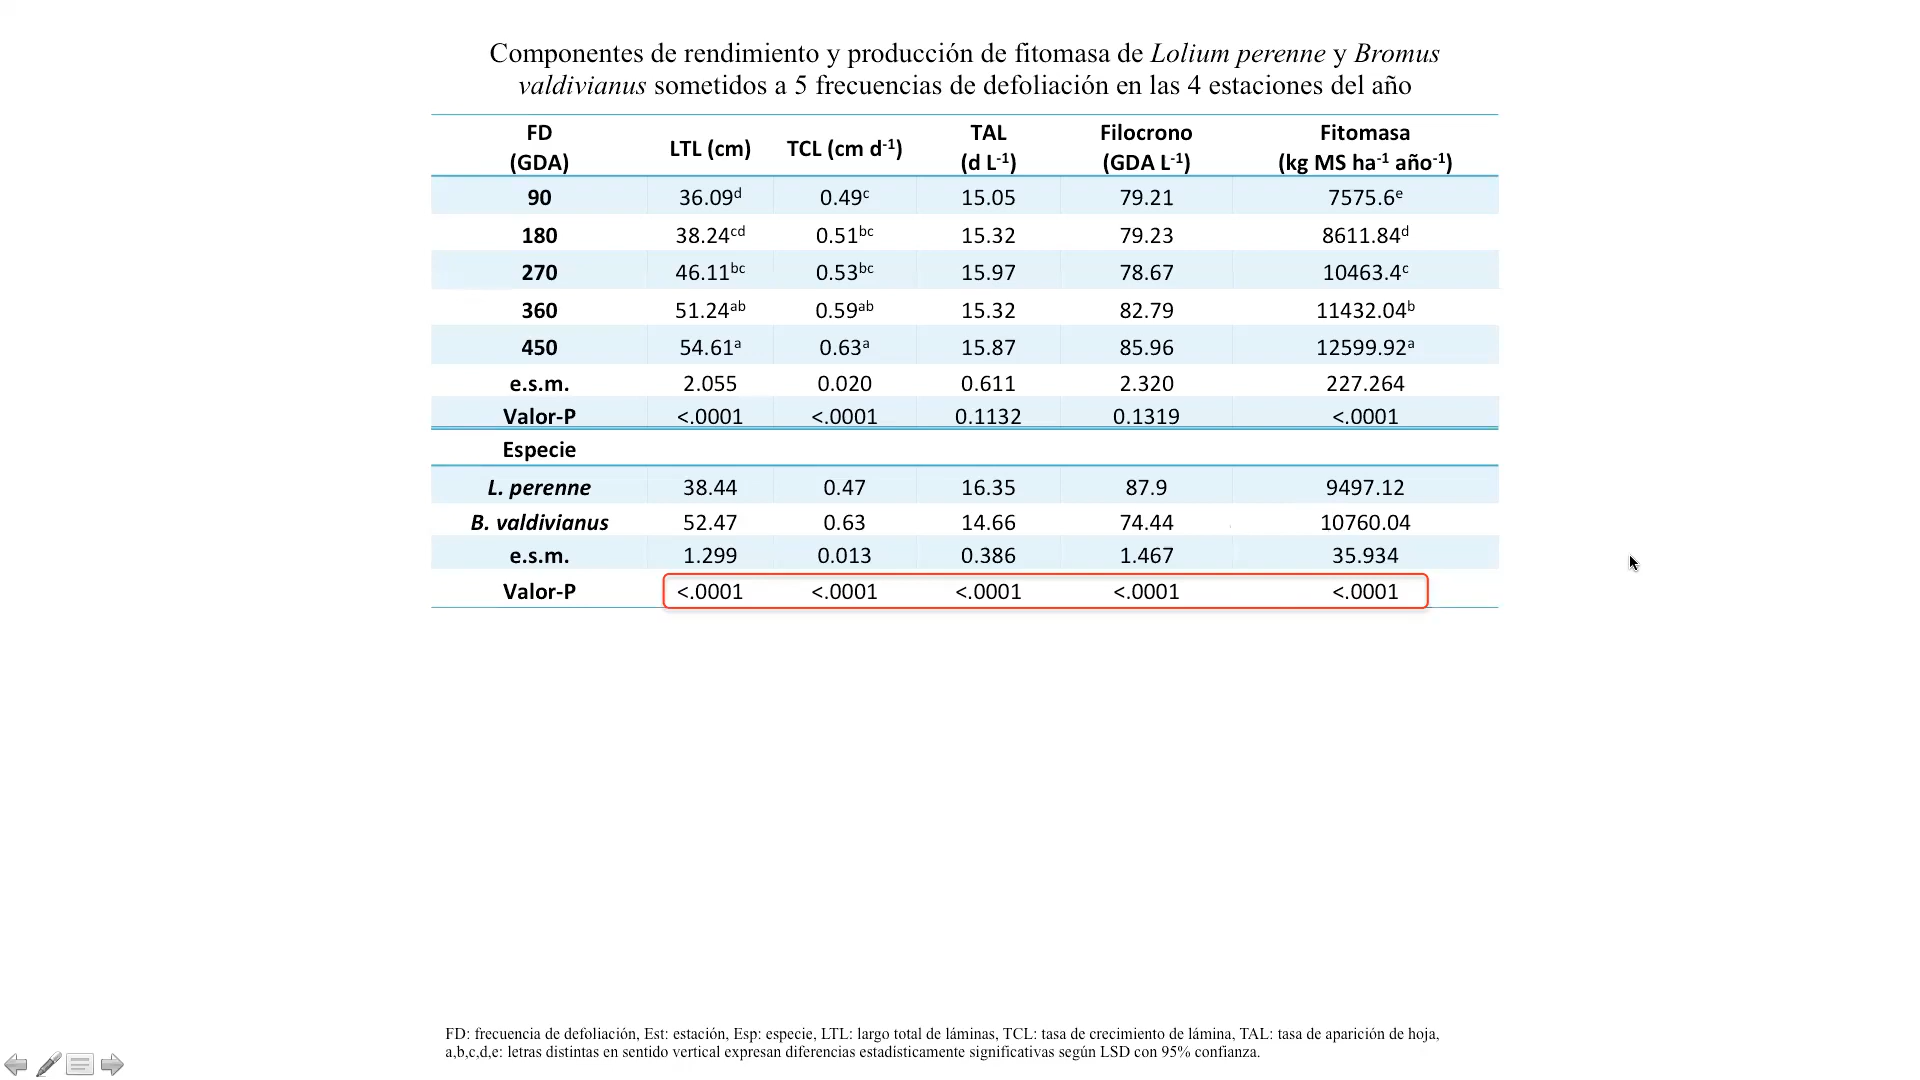 Componentes de rendimiento y producción de fitomasa de Lolium perenne y Bromus
valdivianus sometidos a 5 frecuencias de defoliación en las 4 estaciones del año
FD (GDA) LTL (cm) TCL (cm d-1) TAL (d L-1) Filocrono (GDA L-1) Fitomasa (kg MS ha-1 año-1)
90 36.09d 0.49c 15.05 79.21 7575.6e
180 38.24cd 0.51bc 15.32 79.23 8611.84d
270 46.11bc 0.53bc 15.97 78.67 10463.4c
360 51.24ab 0.59ab 15.32 82.79 11432.04b
450 54.61a 0.63a 15.87 85.96 12599.92a
e.s.m. 2.055 0.020 0.611 2.320 227.264
Valor-P <.0001 <.0001 0.1132 0.1319 <.0001
Especie
L. perenne 38.44 0.47 16.35 87.9 9497.12
B. valdivianus 52.47 0.63 14.66 74.44 10760.04
e.s.m. 1.299 0.013 0.386 1.467 35.934
Valor-P <.0001 <.0001 <.0001 <.0001 <.0001
FD: frecuencia de defoliación, Est: estación, Esp: especie, LTL: largo total de láminas, TCL: tasa de crecimiento de lámina, TAL: tasa de aparición de hoja,
a,b,c,d,e: letras distintas en sentido vertical expresan diferencias estadísticamente significativas según LSD con 95% confianza.